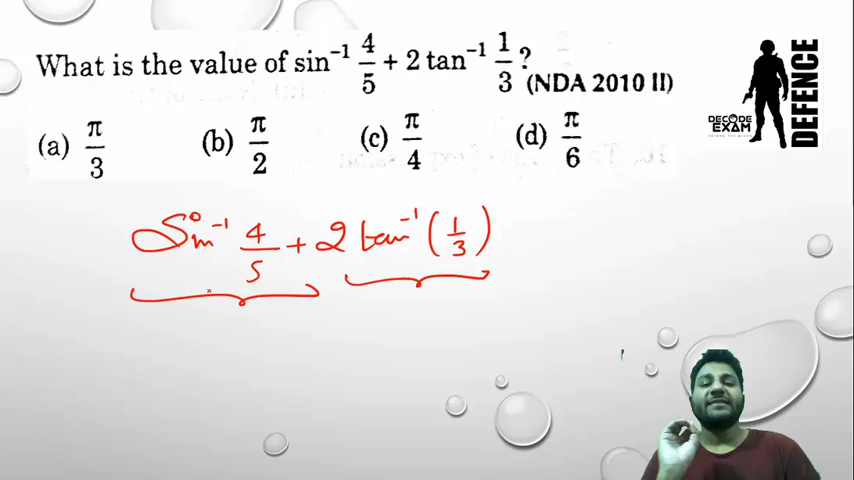 What is the value of sin⁻¹ 4/5 + 2 tan⁻¹ 1/3 ? (NDA 2010 II)
(a) π/3 (b) π/2 (c) π/4 (d) π/6
DECODE
EXAM
DEFENCE
Sin⁻¹ 4/5 + 2 tan⁻¹ (1/3)